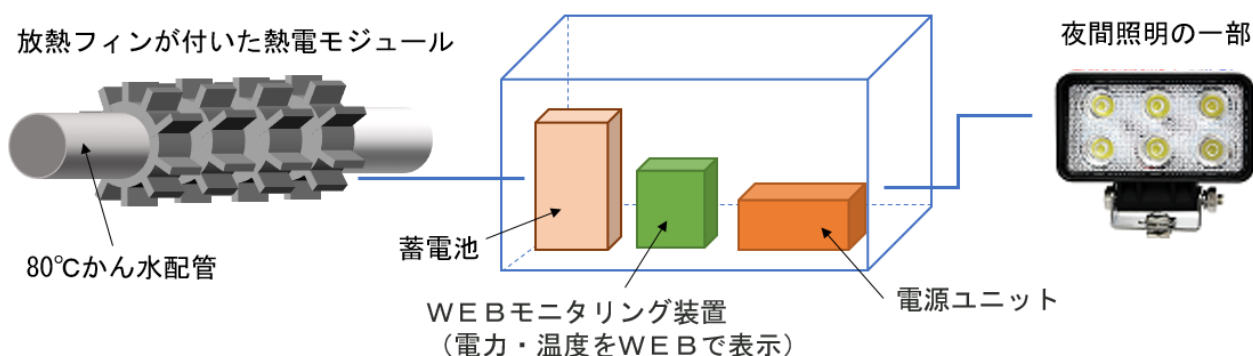 放熱フィンが付いた熱電モジュール
夜間照明の一部
80℃かん水配管
蓄電池
ＷＥＢモニタリング装置
（電力・温度をＷＥＢで表示）
電源ユニット